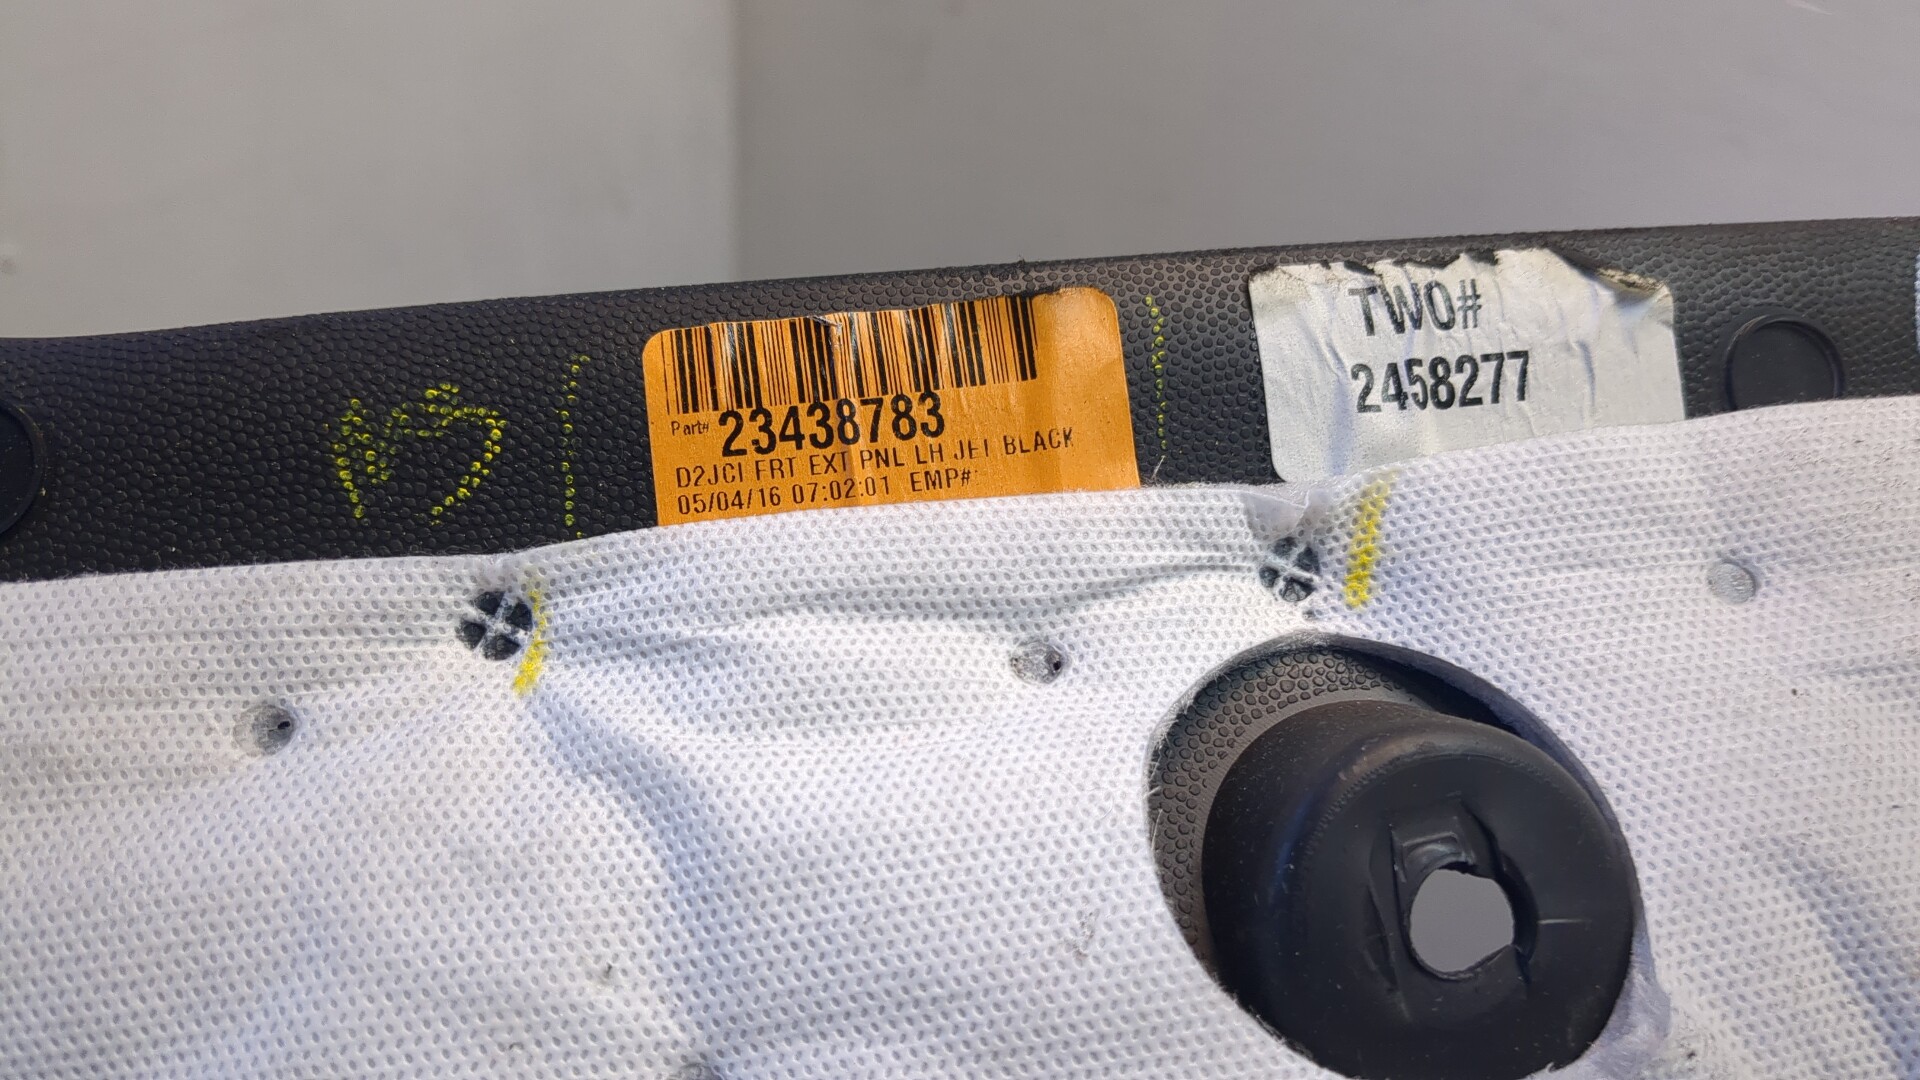 Part# 23438783
D2JCI FRT EXT PNL LH JET BLACK
05/04/16 07:02:01 EMP#
TWO#
2458277